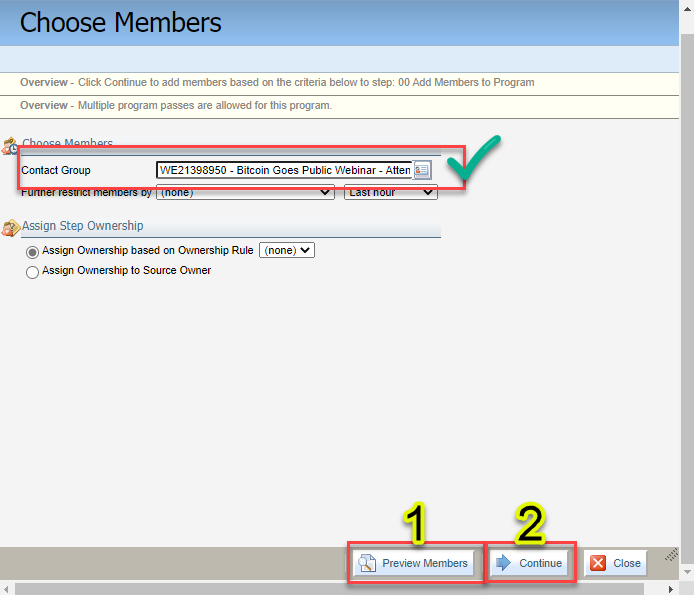 Choose Members
Overview - Click Continue to add members based on the criteria below to step: 00 Add Members to Program
Overview - Multiple program passes are allowed for this program.
Choose Members
Contact Group WE21398950 - Bitcoin Goes Public Webinar - Atten
Further restrict members by (none) Last hour
Assign Step Ownership
Assign Ownership based on Ownership Rule (none)
Assign Ownership to Source Owner
1 2
Preview Members Continue Close